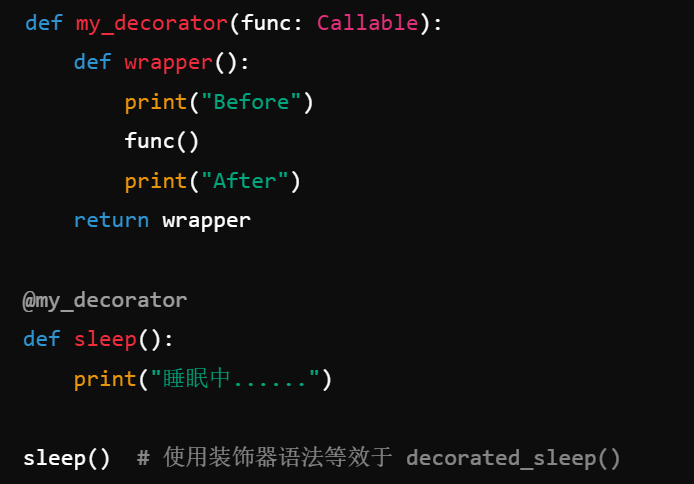 def my_decorator(func: Callable):
    def wrapper():
        print("Before")
        func()
        print("After")
    return wrapper
@my_decorator
def sleep():
    print("睡眠中......")
sleep()  # 使用装饰器语法等效于 decorated_sleep()